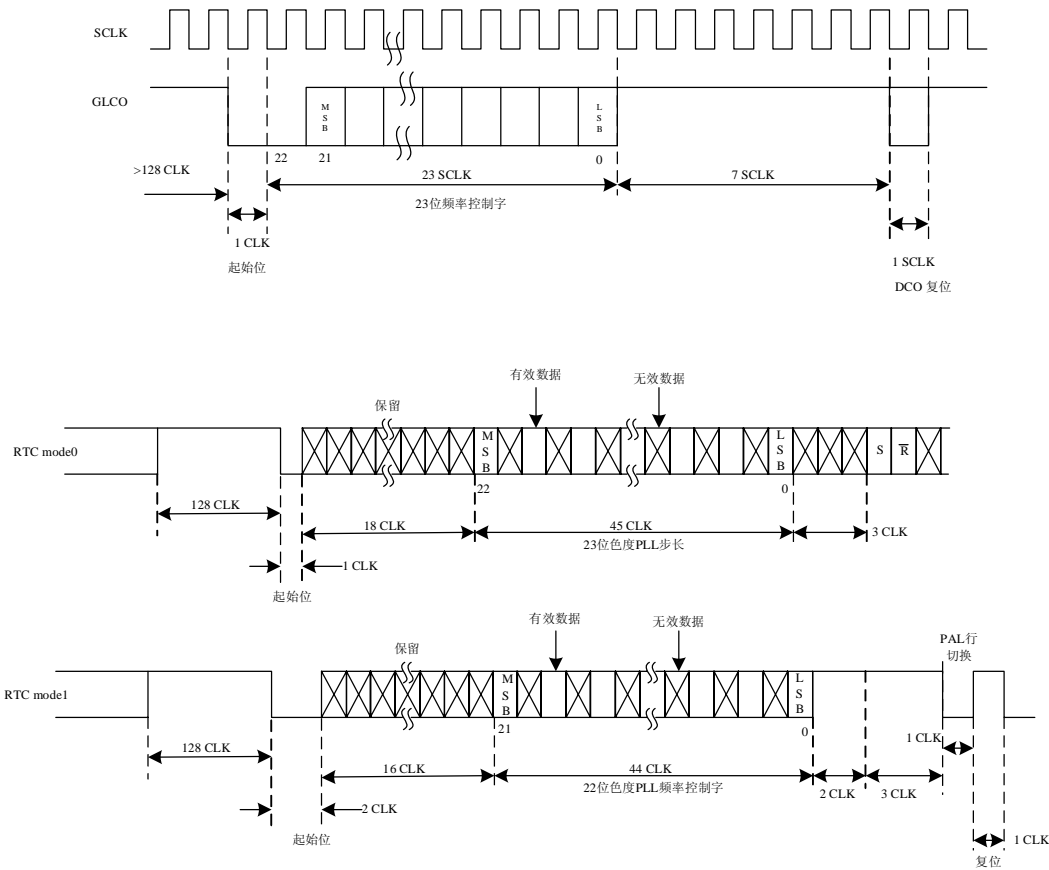 SCLK
GLCO
MSB
LSB
22
21
0
>128 CLK
23 SCLK
7 SCLK
23位频率控制字
1 CLK
起始位
1 SCLK
DCO 复位
有效数据
无效数据
保留
RTC mode0
MSB
LSB
S
R̅
22
0
128 CLK
18 CLK
45 CLK
3 CLK
23位色度PLL步长
1 CLK
起始位
有效数据
无效数据
PAL行
切换
保留
RTC mode1
MSB
LSB
21
0
1 CLK
128 CLK
16 CLK
44 CLK
2 CLK
3 CLK
22位色度PLL频率控制字
2 CLK
起始位
1 CLK
复位